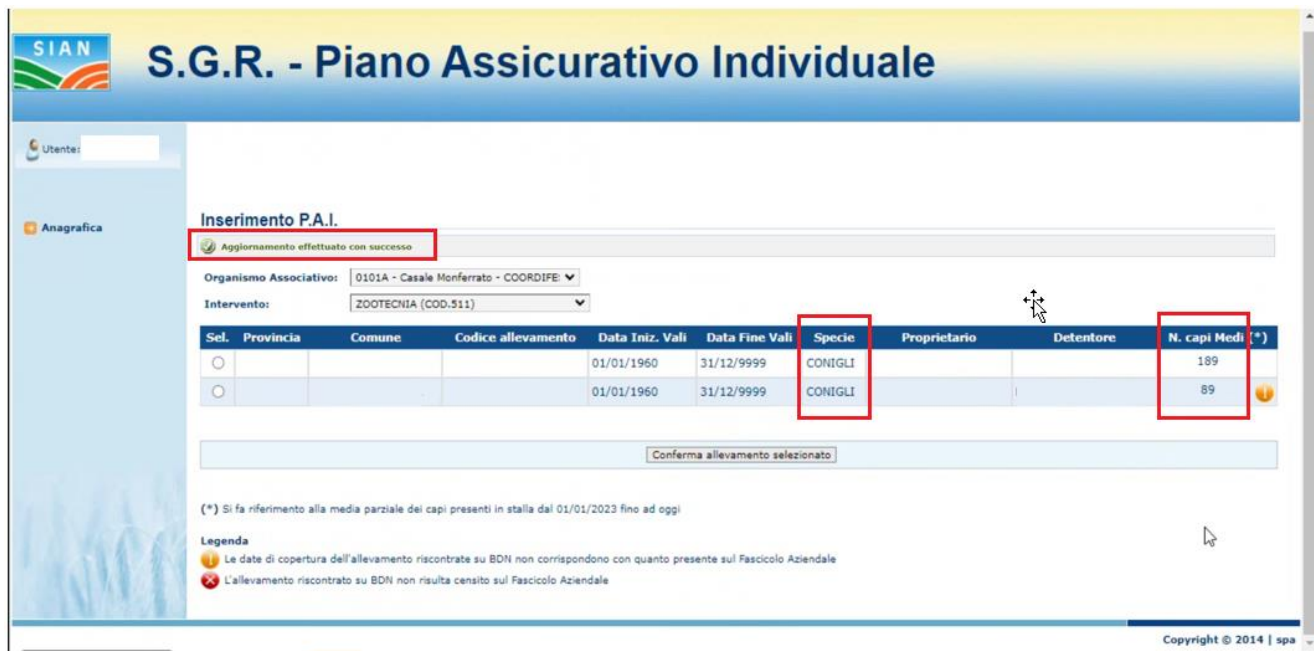 SIAN
S.G.R. - Piano Assicurativo Individuale
Utente:
Anagrafica
Inserimento P.A.I.
Aggiornamento effettuato con successo
Organismo Associativo: 0101A - Casale Monferrato - COORDIFE:
Intervento: ZOOTECNIA (COD.511)
Sel. Provincia Comune Codice allevamento Data Iniz. Vali Data Fine Vali Specie Proprietario Detentore N. capi Medi (*)
01/01/1960 31/12/9999 CONIGLI 189
01/01/1960 31/12/9999 CONIGLI 89
Conferma allevamento selezionato
(*) Si fa riferimento alla media parziale dei capi presenti in stalla dal 01/01/2023 fino ad oggi
Legenda
Le date di copertura dell'allevamento riscontrate su BDN non corrispondono con quanto presente sul Fascicolo Aziendale
L'allevamento riscontrato su BDN non risulta censito sul Fascicolo Aziendale
Copyright © 2014 | spa